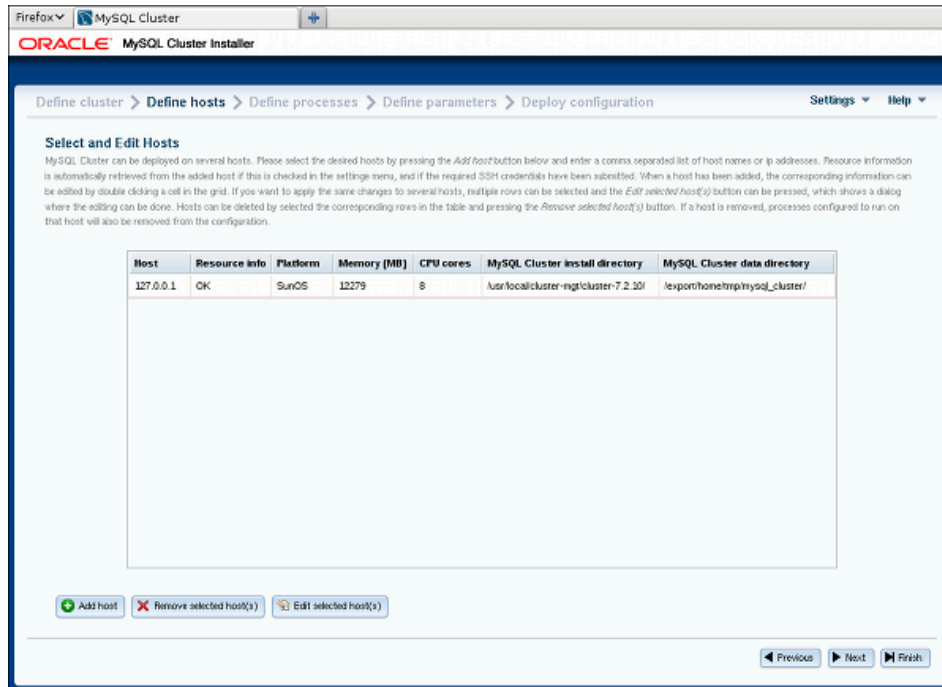 Firefox MySQL Cluster
ORACLE MySQL Cluster Installer
Define cluster > Define hosts > Define processes > Define parameters > Deploy configuration Settings Help
Select and Edit Hosts
MySQL Cluster can be deployed on several hosts. Please select the desired hosts by pressing the Add host button below and enter a comma separated list of host names or ip addresses. Resource information
is automatically retrieved from the added host if this is checked in the settings menu, and if the required SSH credentials have been submitted. When a host has been added, the corresponding information can
be edited by double clicking a cell in the grid. If you want to apply the same changes to several hosts, multiple rows can be selected and the Edit selected host(s) button can be pressed, which shows a dialog
where the editing can be done. Hosts can be deleted by selected the corresponding rows in the table and pressing the Remove selected host(s) button. If a host is removed, processes configured to run on
that host will also be removed from the configuration.
Host Resource info Platform Memory [MB] CPU cores MySQL Cluster install directory MySQL Cluster data directory
127.0.0.1 OK SunOS 12279 8 /usr/local/cluster-mgt/cluster-7.2.10/ /export/home/tmp/mysql_cluster/
Add host Remove selected host(s) Edit selected host(s)
Previous Next Finish